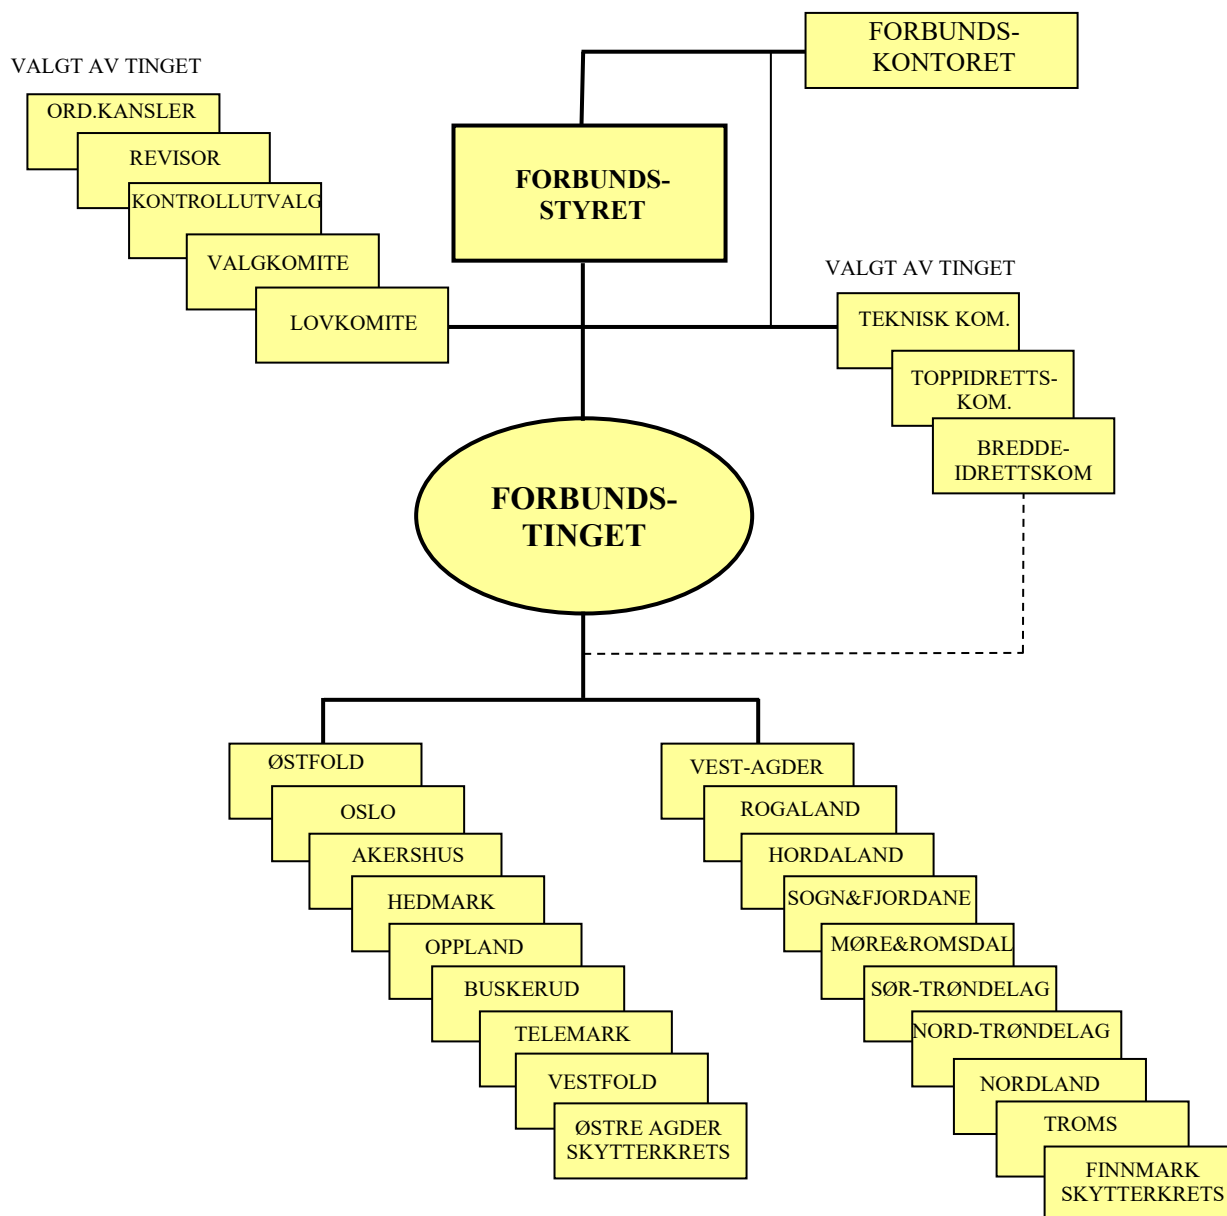 FORBUNDS-
KONTORET
VALGT AV TINGET
ORD.KANSLER
REVISOR
KONTROLLUTVALG
VALGKOMITE
LOVKOMITE
FORBUNDS-
STYRET
VALGT AV TINGET
TEKNISK KOM.
TOPPIDRETTS-
KOM.
BREDDE-
IDRETTSKOM
FORBUNDS-
TINGET
ØSTFOLD
OSLO
AKERSHUS
HEDMARK
OPPLAND
BUSKERUD
TELEMARK
VESTFOLD
ØSTRE AGDER
SKYTTERKRETS
VEST-AGDER
ROGALAND
HORDALAND
SOGN&FJORDANE
MØRE&ROMSDAL
SØR-TRØNDELAG
NORD-TRØNDELAG
NORDLAND
TROMS
FINNMARK
SKYTTERKRETS